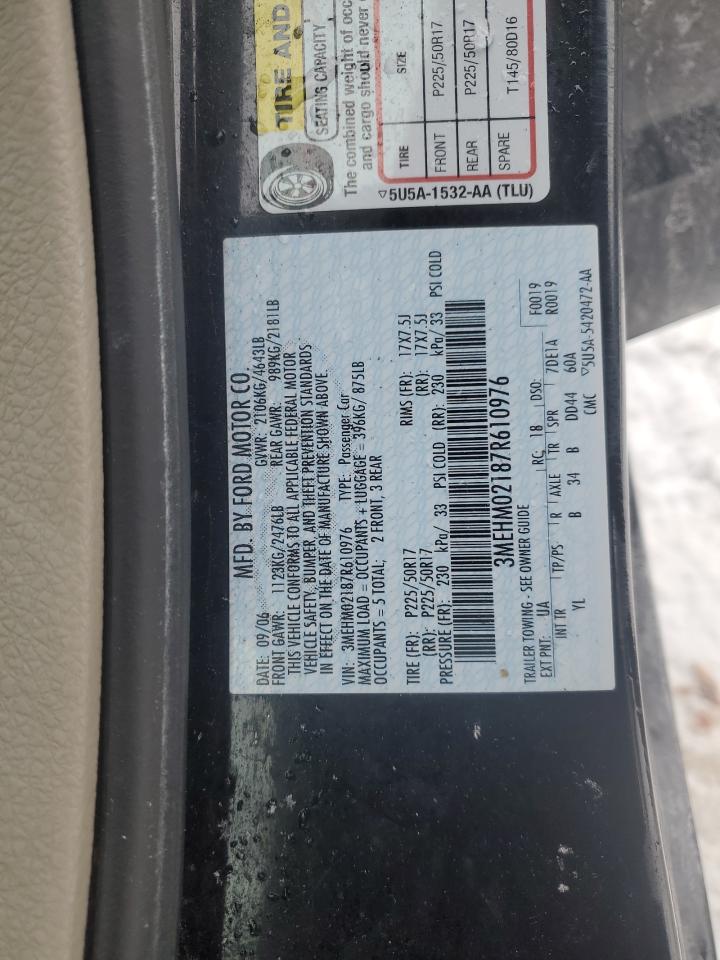 TIRE AND
SEATING CAPACITY
The combined weight of occ
and cargo should never
TIRE SIZE
FRONT P225/50R17
REAR P225/50R17
SPARE T145/80D16
5U5A-1532-AA (TLU)
MFD. BY FORD MOTOR CO.
DATE: 09/06 GVWR: 2106KG/4643LB
FRONT GAWR: 1123KG/2476LB REAR GAWR: 989KG/2181LB
THIS VEHICLE CONFORMS TO ALL APPLICABLE FEDERAL MOTOR
VEHICLE SAFETY, BUMPER, AND THEFT PREVENTION STANDARDS
IN EFFECT ON THE DATE OF MANUFACTURE SHOWN ABOVE.
VIN: 3MEHM02187R610976 TYPE: Passenger Car
MAXIMUM LOAD = OCCUPANTS + LUGGAGE = 396KG/ 875LB
OCCUPANTS = 5 TOTAL: 2 FRONT, 3 REAR
TIRE (FR): P225/50R17 RIMS (FR): 17X7.5J
(RR): P225/50R17 (RR): 17X7.5J
PRESSURE (FR): 230 kPa/ 33 PSI COLD (RR): 230 kPa/ 33 PSI COLD
3MEHM02187R610976
TRAILER TOWING - SEE OWNER GUIDE
EXT PNT: UA RC: 18 DSO: F0019
R0019
INT TR TP/PS R AXLE TR SPR 7DE1A
YL B 34 B DD44 60A
CMC 5U5A-5420472-AA